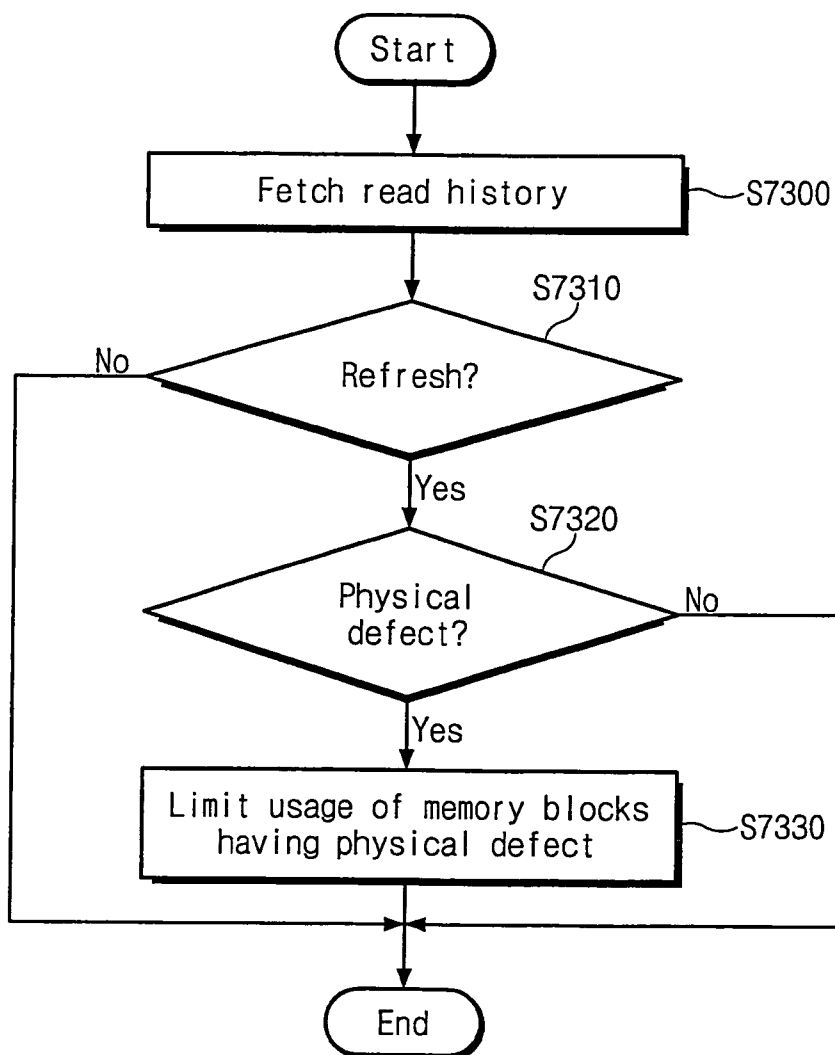 Start
Fetch read history
S7300
S7310
No
Refresh?
Yes
S7320
Physical
defect?
No
Yes
Limit usage of memory blocks
having physical defect
S7330
End